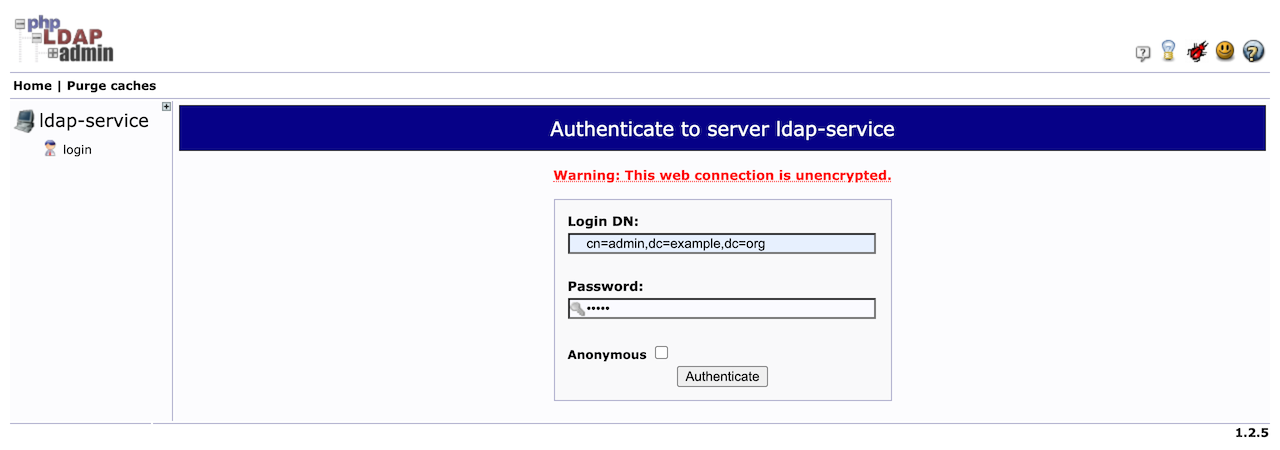 php
LDAP
admin
Home | Purge caches
ldap-service
login
Authenticate to server ldap-service
Warning: This web connection is unencrypted.
Login DN:
cn=admin,dc=example,dc=org
Password:
•••••
Anonymous
Authenticate
1.2.5